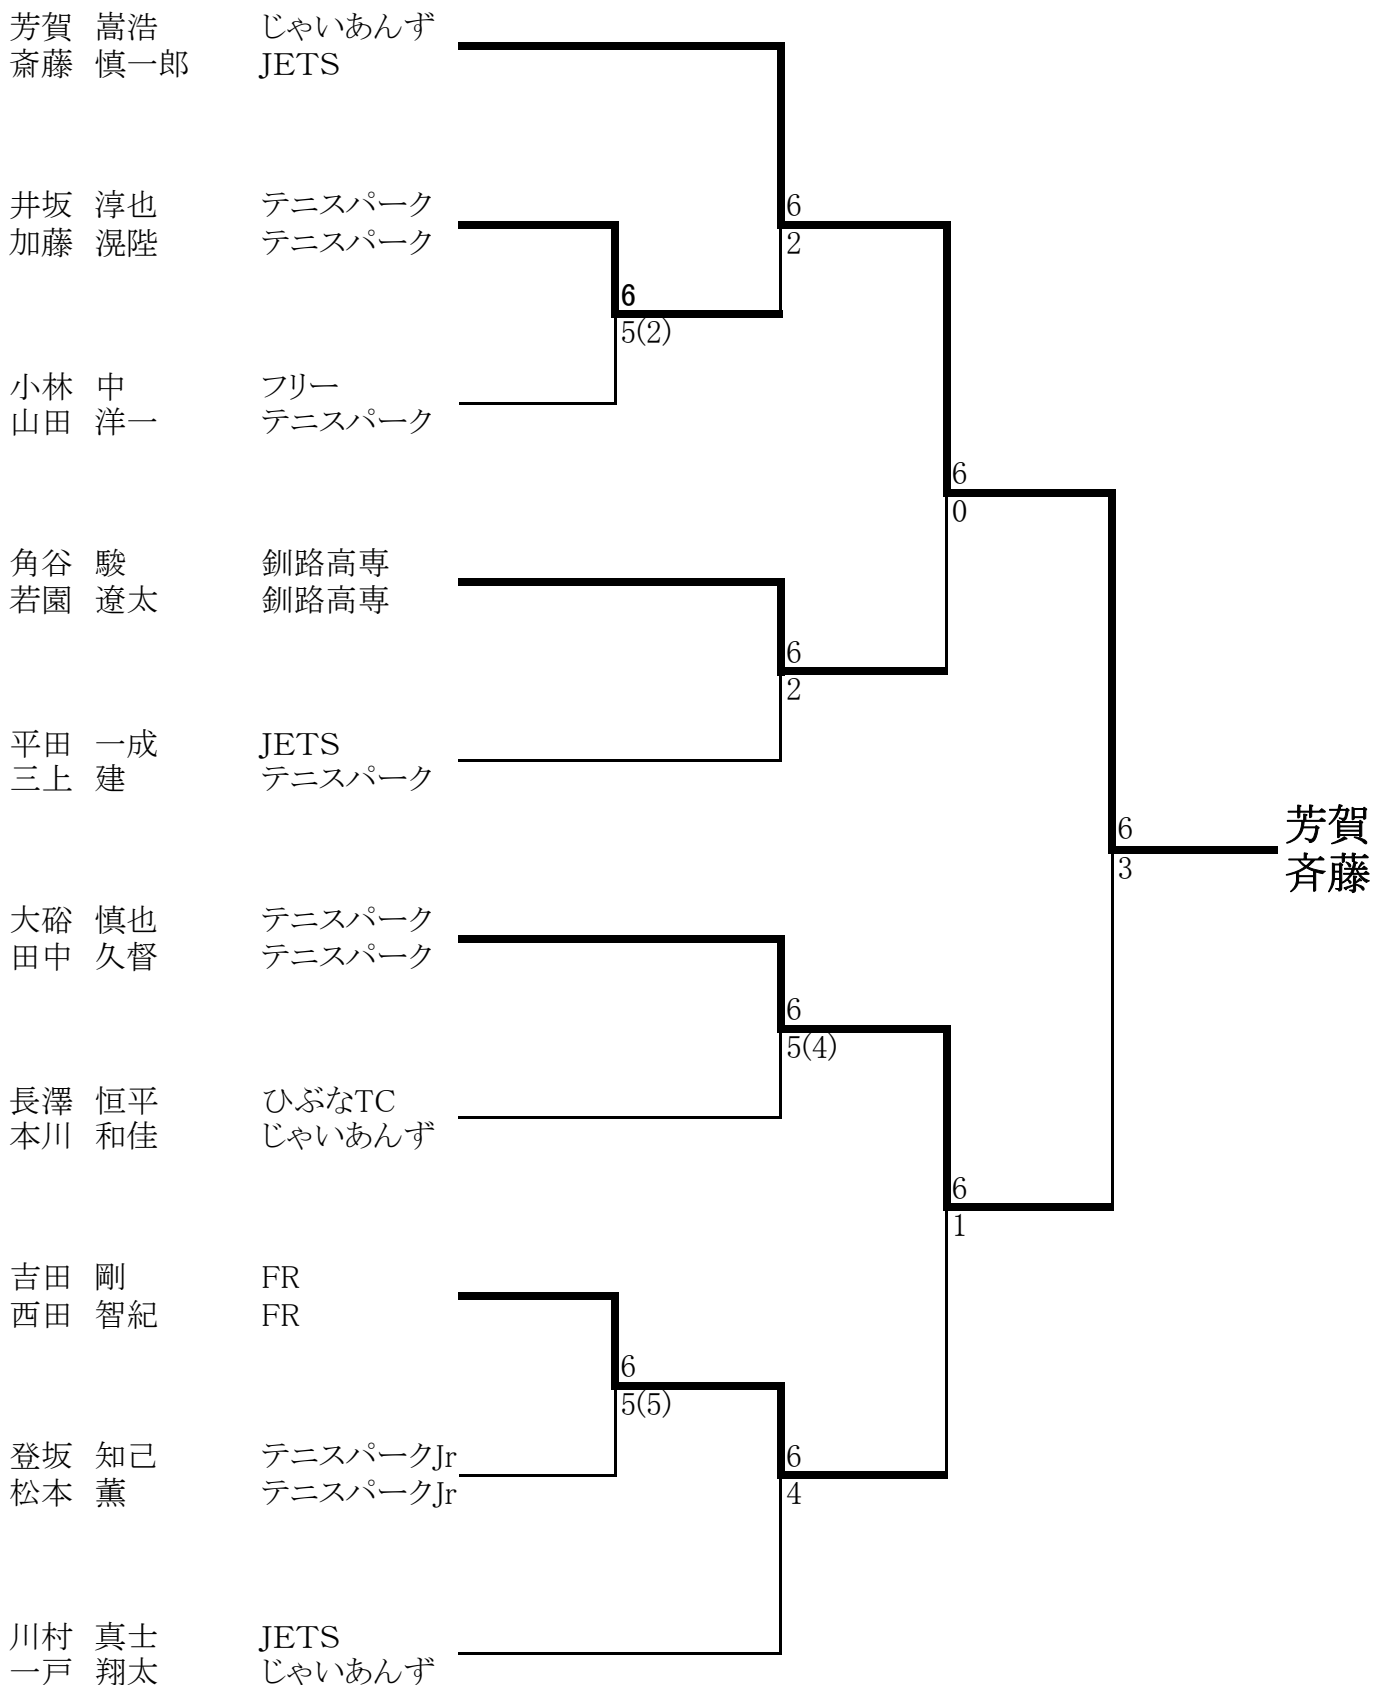 芳賀 嵩浩 じゃいあんず
斎藤 慎一郎 JETS
井坂 淳也 テニスパーク
6
加藤 滉陛 テニスパーク
2
6
5(2)
小林 中 フリー
山田 洋一 テニスパーク
6
0
角谷 駿 釧路高専
若園 遼太 釧路高専
6
2
平田 一成 JETS
三上 建 テニスパーク
芳賀
6
3
斉藤
大硲 慎也 テニスパーク
田中 久督 テニスパーク
6
5(4)
長澤 恒平 ひぶなTC
本川 和佳 じゃいあんず
6
1
吉田 剛 FR
西田 智紀 FR
6
5(5)
登坂 知己 テニスパークJr
6
松本 薫 テニスパークJr
4
川村 真士 JETS
一戸 翔太 じゃいあんず